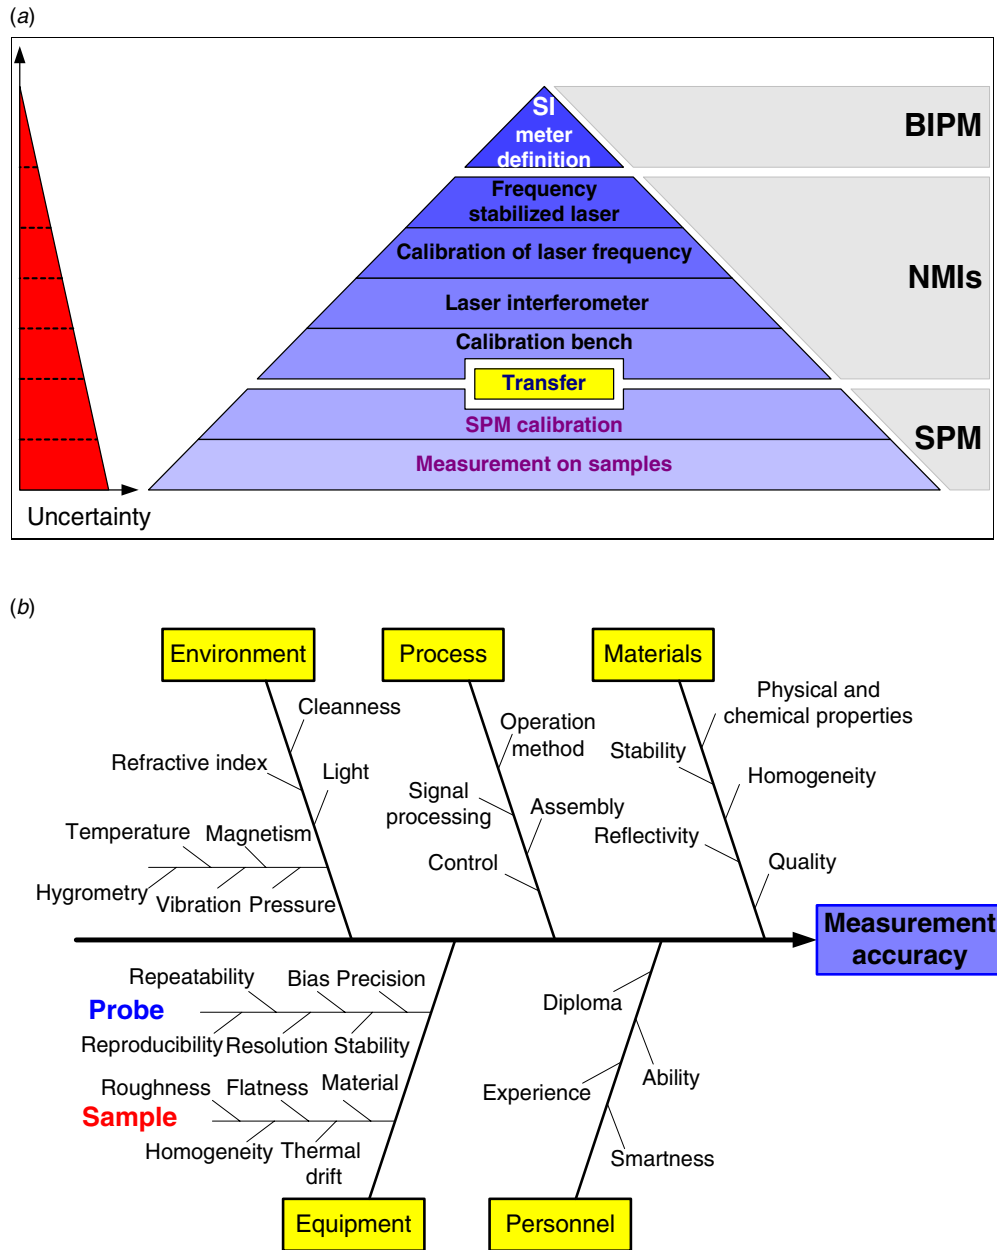 (a)
SI
meter
definition
BIPM
Frequency
stabilized laser
Calibration of laser frequency
NMIs
Laser interferometer
Calibration bench
Transfer
SPM calibration
SPM
Measurement on samples
Uncertainty
(b)
Environment
Process
Materials
Cleanness
Refractive index
Light
Temperature
Magnetism
Hygrometry
Vibration
Pressure
Operation
method
Signal
processing
Assembly
Control
Physical and
chemical properties
Stability
Homogeneity
Reflectivity
Quality
Measurement
accuracy
Repeatability
Bias
Precision
Probe
Reproducibility
Resolution
Stability
Roughness
Flatness
Material
Sample
Homogeneity
Thermal
drift
Diploma
Ability
Experience
Smartness
Equipment
Personnel